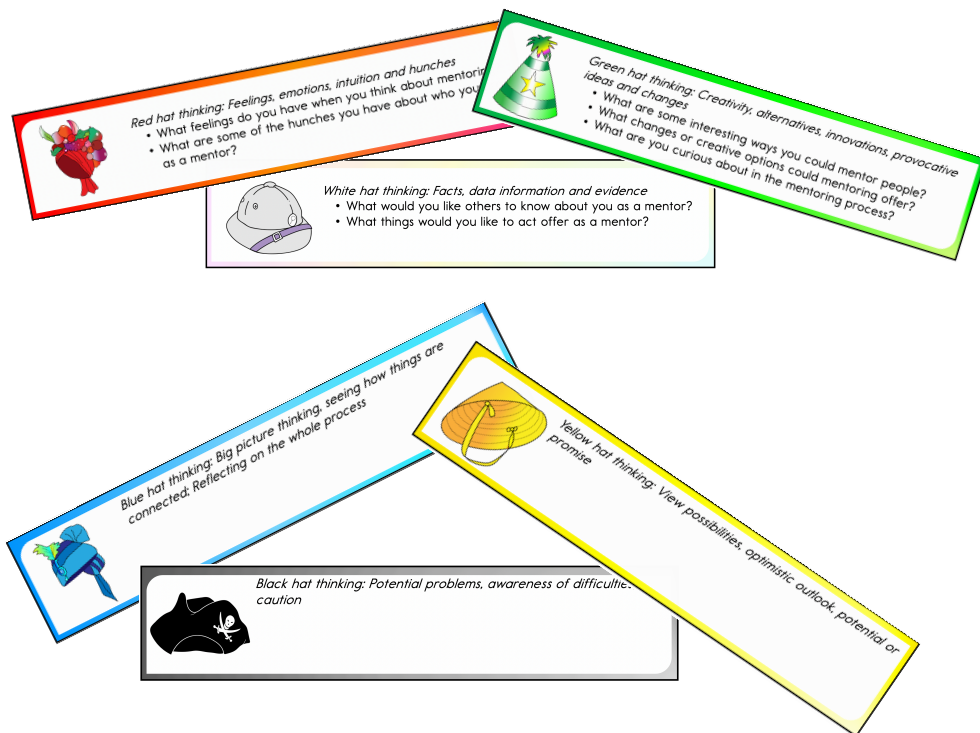 Red hat thinking: Feelings, emotions, intuition and hunches
• What feelings do you have when you think about
• What are some of the hunches you have about who you
as a mentor?
Green hat thinking: Creativity, alternatives, innovations, provocative
ideas and changes
• What are some interesting ways you could mentor people?
• What changes or creative options could mentoring offer?
• What are you curious about in the mentoring process?
White hat thinking: Facts, data information and evidence
• What would you like others to know about you as a mentor?
• What things would you like to act offer as a mentor?
Blue hat thinking: Big picture thinking, seeing how things are
connected; Reflecting on the whole process
Yellow hat thinking: View possibilities, optimistic outlook, potential or
promise
Black hat thinking: Potential problems, awareness of
caution